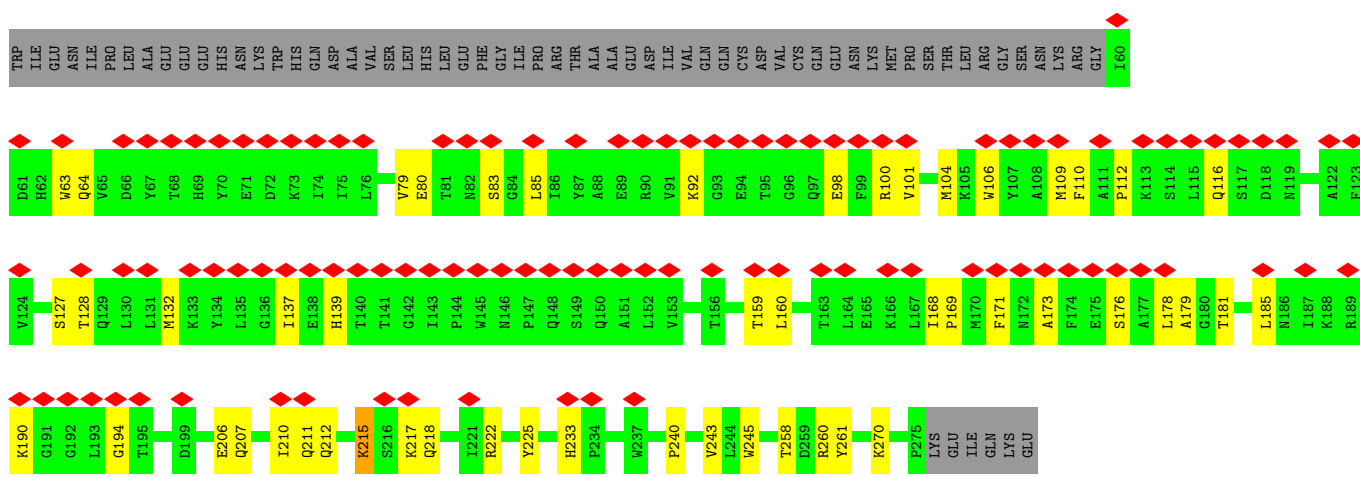 TRP ILE GLU ASN ILE PRO LEU ALA GLU GLU GLU HIS ASN LYS TRP HIS GLN ASP ALA VAL SER LEU HIS LEU GLU PHE GLY ILE PRO ARG THR ALA ALA GLU ASP ILE VAL GLN GLN CYS ASP VAL CYS GLN GLU ASN LYS MET PRO SER THR LEU ARG GLY SER ASN LYS ARG GLY I60
D61 H62 W63 Q64 V65 D66 Y67 T68 H69 Y70 E71 D72 K73 I74 I75 L76 V79 E80 T81 N82 S83 G84 L85 I86 Y87 A88 E89 R90 V91 K92 G93 E94 T95 G96 Q97 E98 F99 R100 V101 M104 K105 W106 Y107 A108 M109 F110 A111 P112 K113 S114 L115 Q116 S117 D118 N119 A122 F123
V124 S127 T128 Q129 L130 L131 M132 K133 Y134 L135 G136 I137 E138 H139 T140 T141 G142 I143 P144 W145 N146 P147 Q148 S149 Q150 A151 L152 V153 T156 T159 L160 T163 L164 E165 K166 L167 I168 P169 M170 F171 N172 A173 F174 E175 S176 A177 L178 A179 G180 T181 L185 N186 I187 K188 R189
K190 G191 G192 L193 G194 T195 D199 E206 Q207 I210 Q211 Q212 K215 S216 K217 Q218 I221 R222 Y225 H233 P234 W237 P240 V243 L244 W245 T258 D259 R260 Y261 K270 P275 LYS GLU ILE GLN LYS GLU